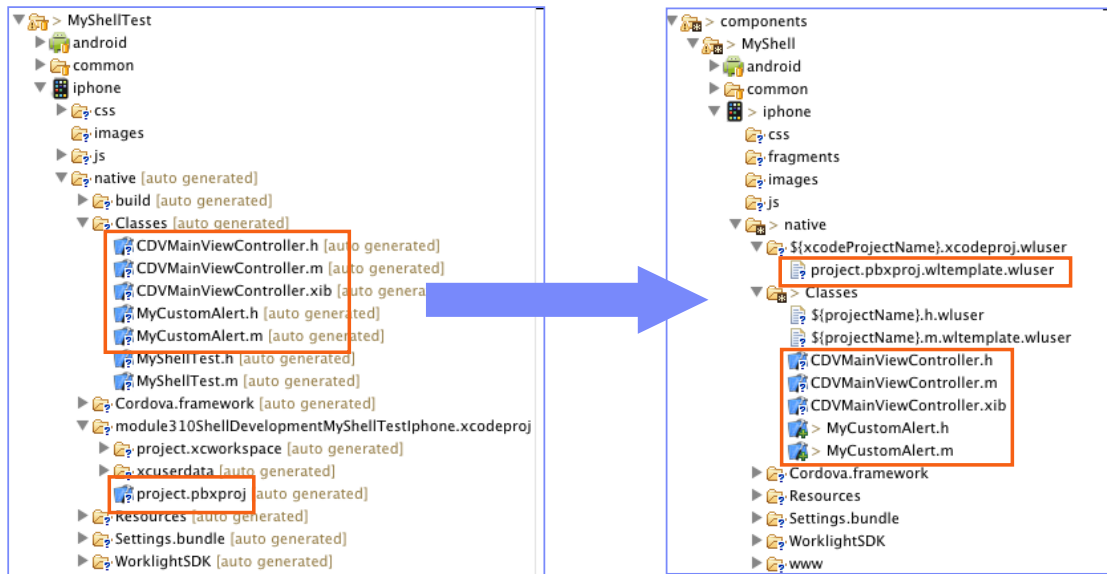 > MyShellTest
android
common
iphone
css
images
js
native [auto generated]
build [auto generated]
Classes [auto generated]
CDVMainViewController.h [auto generated]
CDVMainViewController.m [auto generated]
CDVMainViewController.xib [auto genera
MyCustomAlert.h [auto generated]
MyCustomAlert.m [auto generated]
MyShellTest.h [auto generated]
MyShellTest.m [auto generated]
Cordova.framework [auto generated]
module310ShellDevelopmentMyShellTestIphone.xcodeproj
project.xcworkspace [auto generated]
xcuserdata [auto generated]
project.pbxproj [auto generated]
Resources [auto generated]
Settings.bundle [auto generated]
WorklightSDK [auto generated]
> components
> MyShell
android
common
> iphone
css
fragments
images
js
> native
${xcodeProjectName}.xcodeproj.wluser
project.pbxproj.wltemplate.wluser
> Classes
${projectName}.h.wluser
${projectName}.m.wltemplate.wluser
CDVMainViewController.h
CDVMainViewController.m
CDVMainViewController.xib
> MyCustomAlert.h
> MyCustomAlert.m
Cordova.framework
Resources
Settings.bundle
WorklightSDK
www